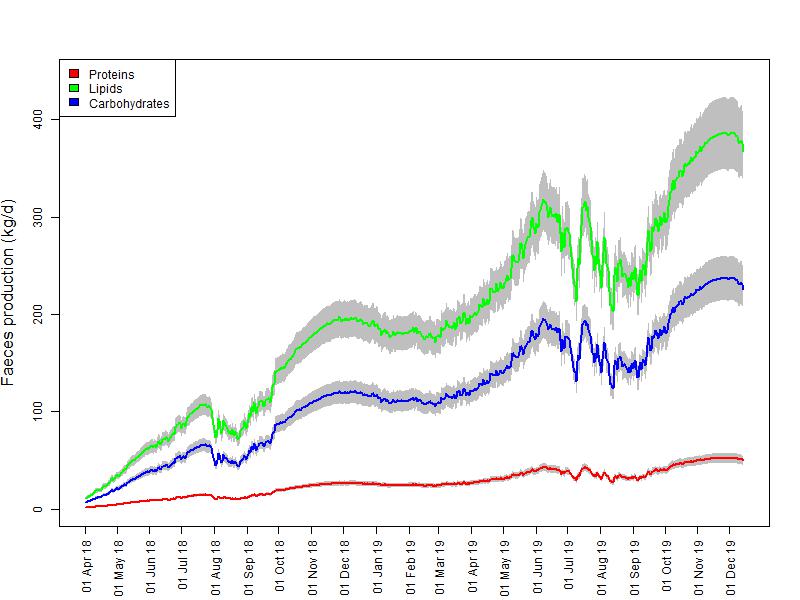 Proteins
Lipids
Carbohydrates
Faeces production (kg/d)
400
300
200
100
0
01 Apr 18
01 May 18
01 Jun 18
01 Jul 18
01 Aug 18
01 Sep 18
01 Oct 18
01 Nov 18
01 Dec 18
01 Jan 19
01 Feb 19
01 Mar 19
01 Apr 19
01 May 19
01 Jun 19
01 Jul 19
01 Aug 19
01 Sep 19
01 Oct 19
01 Nov 19
01 Dec 19